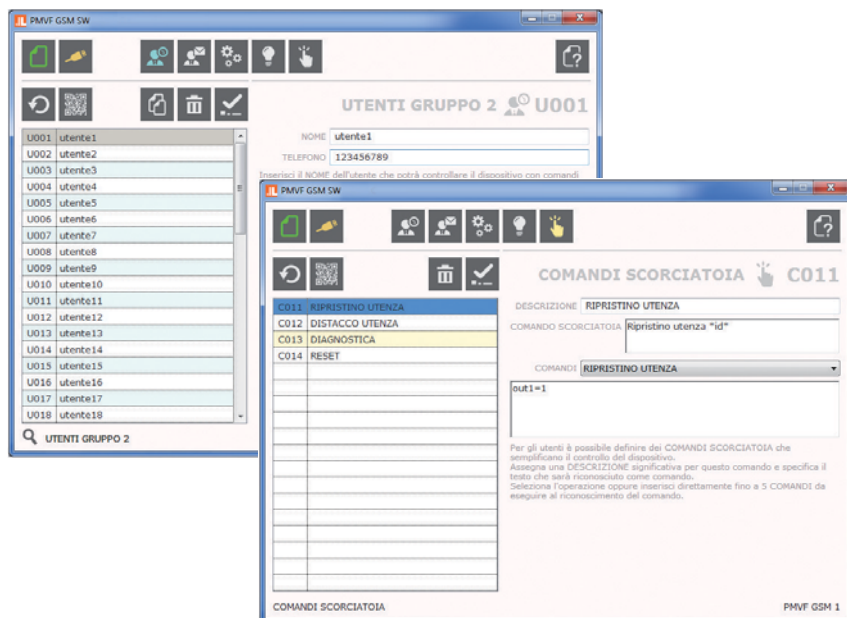 JL PMVF GSM SW
UTENTI GRUPPO 2 U001
U001 utente1
U002 utente2
U003 utente3
U004 utente4
U005 utente5
U006 utente6
U007 utente7
U008 utente8
U009 utente9
U010 utente10
U011 utente11
U012 utente12
U013 utente13
U014 utente14
U015 utente15
U016 utente16
U017 utente17
U018 utente18
NOME utente1
TELEFONO 123456789
Inserisci il NOME dell'utente che potrà controllare il dispositivo con comandi
UTENTI GRUPPO 2
JL PMVF GSM SW
COMANDI SCORCIATOIA C011
C011 RIPRISTINO UTENZA
C012 DISTACCO UTENZA
C013 DIAGNOSTICA
C014 RESET
DESCRIZIONE RIPRISTINO UTENZA
COMANDO SCORCIATOIA Ripristino utenza "id"
COMANDI RIPRISTINO UTENZA
out1=1
Per gli utenti è possibile definire dei COMANDI SCORCIATOIA che
semplificano il controllo del dispositivo.
Assegna una DESCRIZIONE significativa per questo comando e specifica il
testo che sarà riconosciuto come comando.
Seleziona l'operazione oppure inserisci direttamente fino a 5 COMANDI da
eseguire al riconoscimento del comando.
COMANDI SCORCIATOIA
PMVF GSM 1